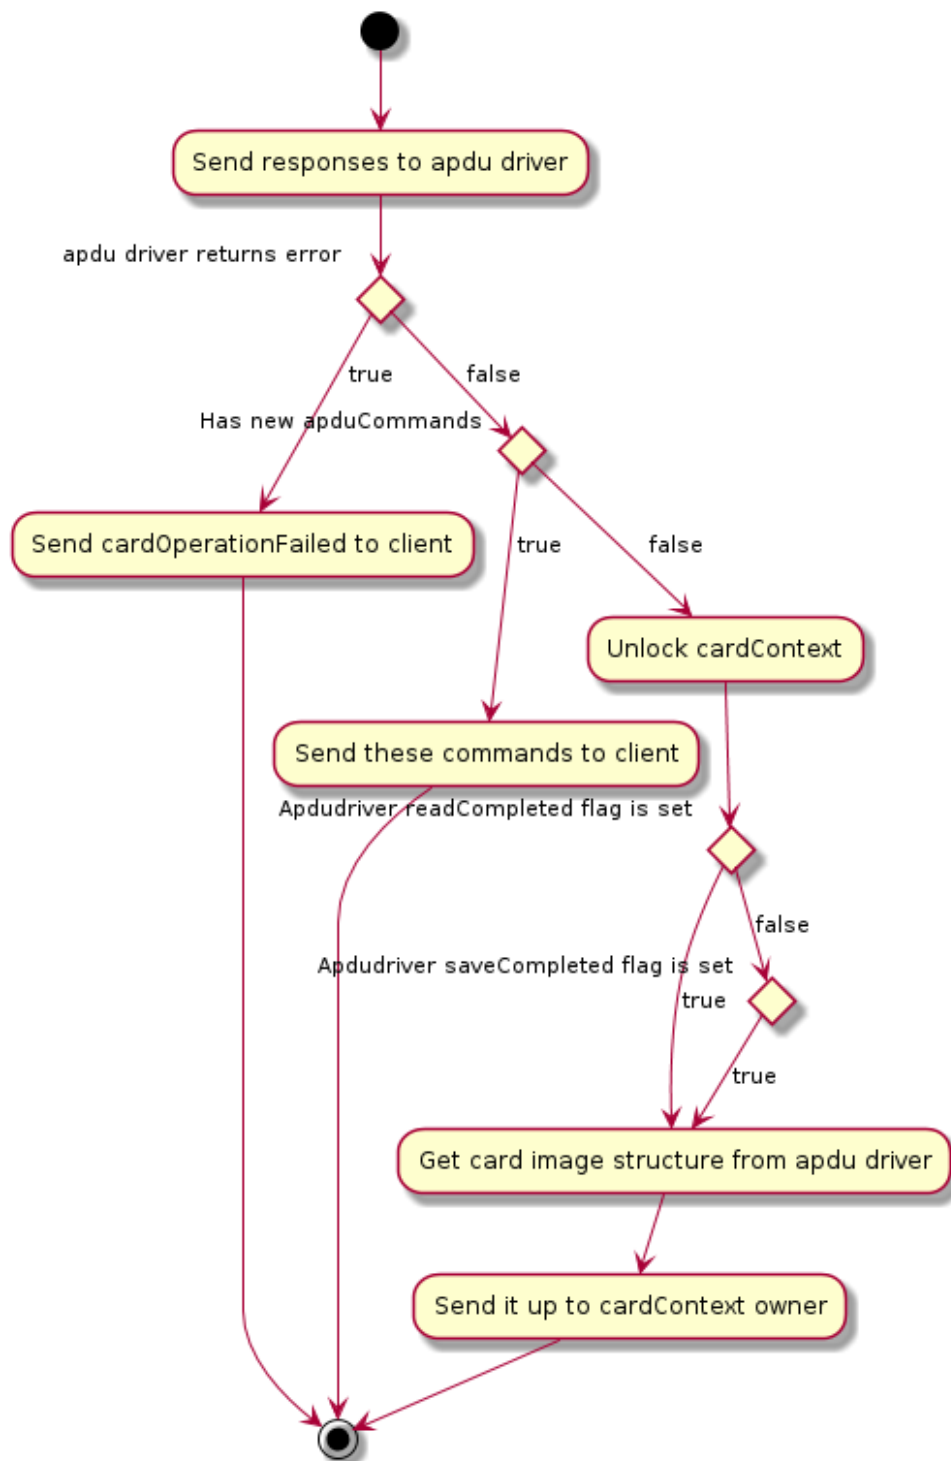 Send responses to apdu driver
apdu driver returns error
true
false
Has new apduCommands
Send cardOperationFailed to client
true
false
Unlock cardContext
Send these commands to client
Apdudriver readCompleted flag is set
false
Apdudriver saveCompleted flag is set
true
true
Get card image structure from apdu driver
Send it up to cardContext owner